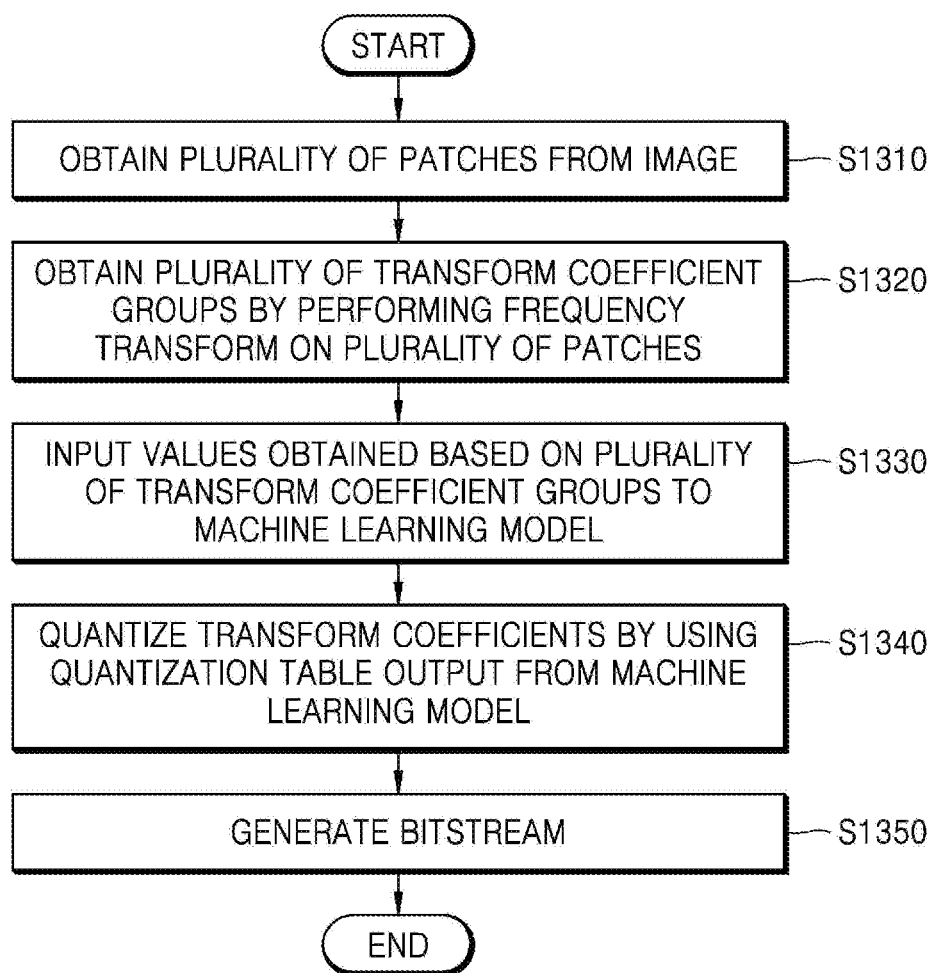 START
OBTAIN PLURALITY OF PATCHES FROM IMAGE
S1310
OBTAIN PLURALITY OF TRANSFORM COEFFICIENT
GROUPS BY PERFORMING FREQUENCY
TRANSFORM ON PLURALITY OF PATCHES
S1320
INPUT VALUES OBTAINED BASED ON PLURALITY
OF TRANSFORM COEFFICIENT GROUPS TO
MACHINE LEARNING MODEL
S1330
QUANTIZE TRANSFORM COEFFICIENTS BY USING
QUANTIZATION TABLE OUTPUT FROM MACHINE
LEARNING MODEL
S1340
GENERATE BITSTREAM
S1350
END